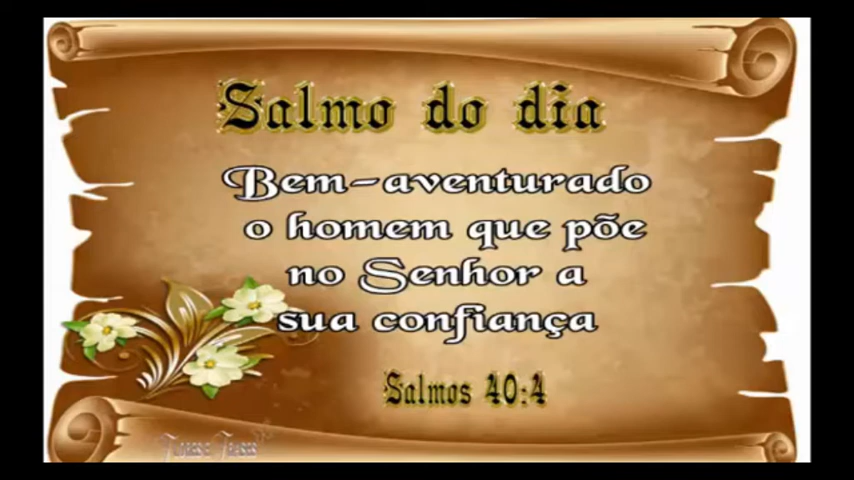 Salmo do dia
Bem-aventurado
o homem que põe
no Senhor a
sua confiança
Salmos 40:4